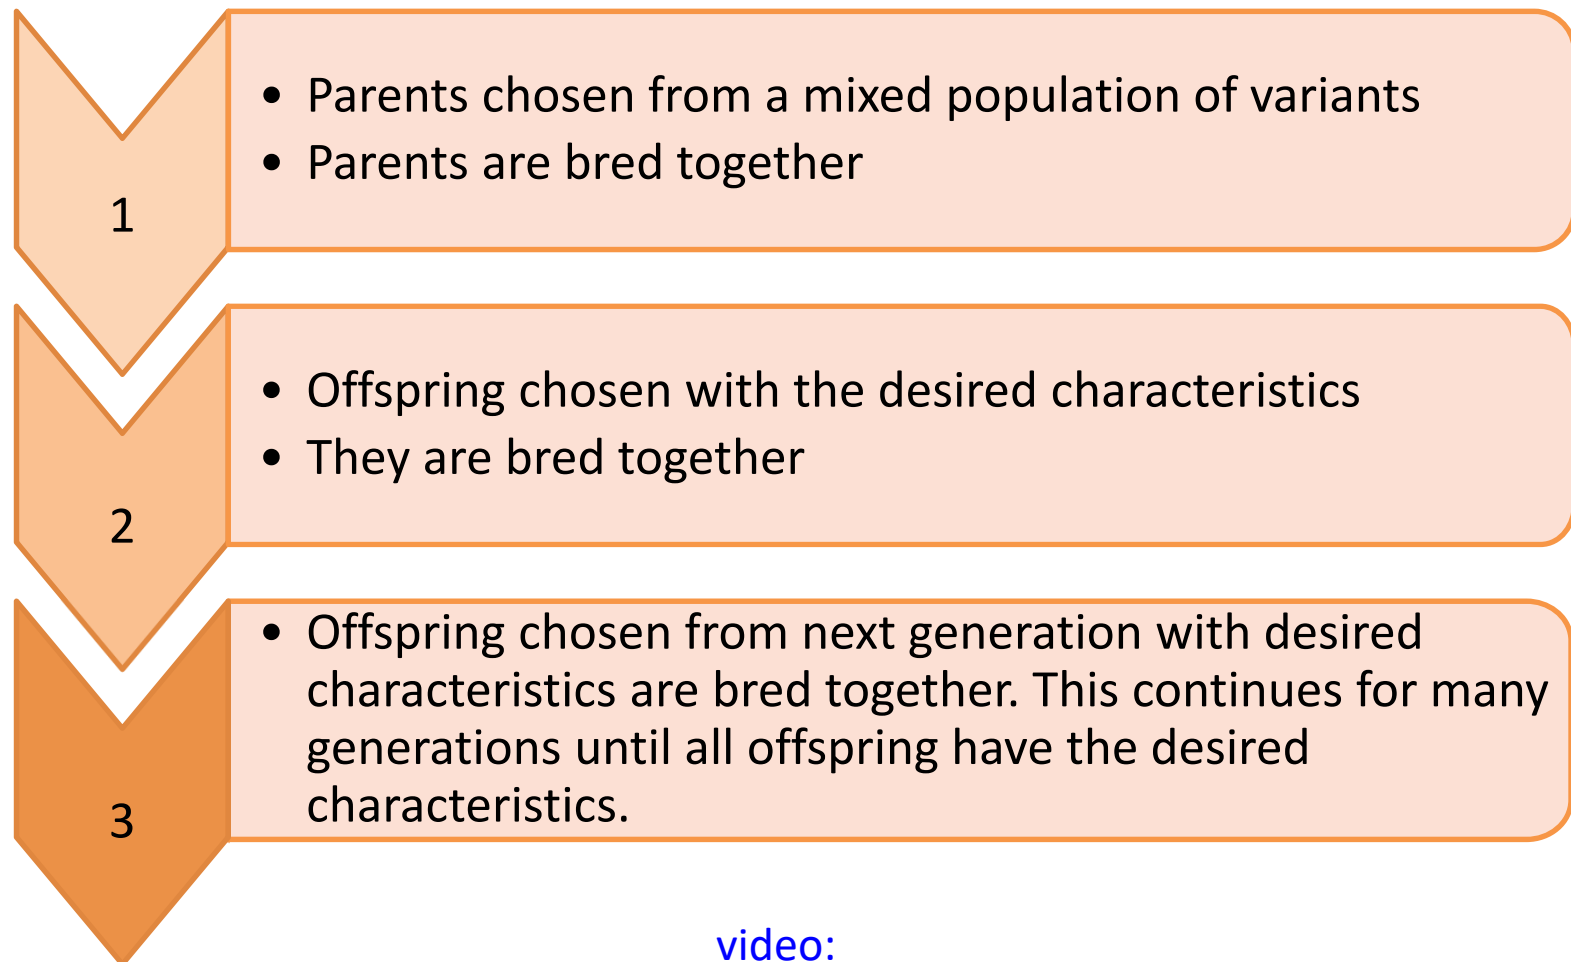 • Parents chosen from a mixed population of variants
• Parents are bred together
1
• Offspring chosen with the desired characteristics
• They are bred together
2
• Offspring chosen from next generation with desired
characteristics are bred together. This continues for many
generations until all offspring have the desired
characteristics.
3
video: